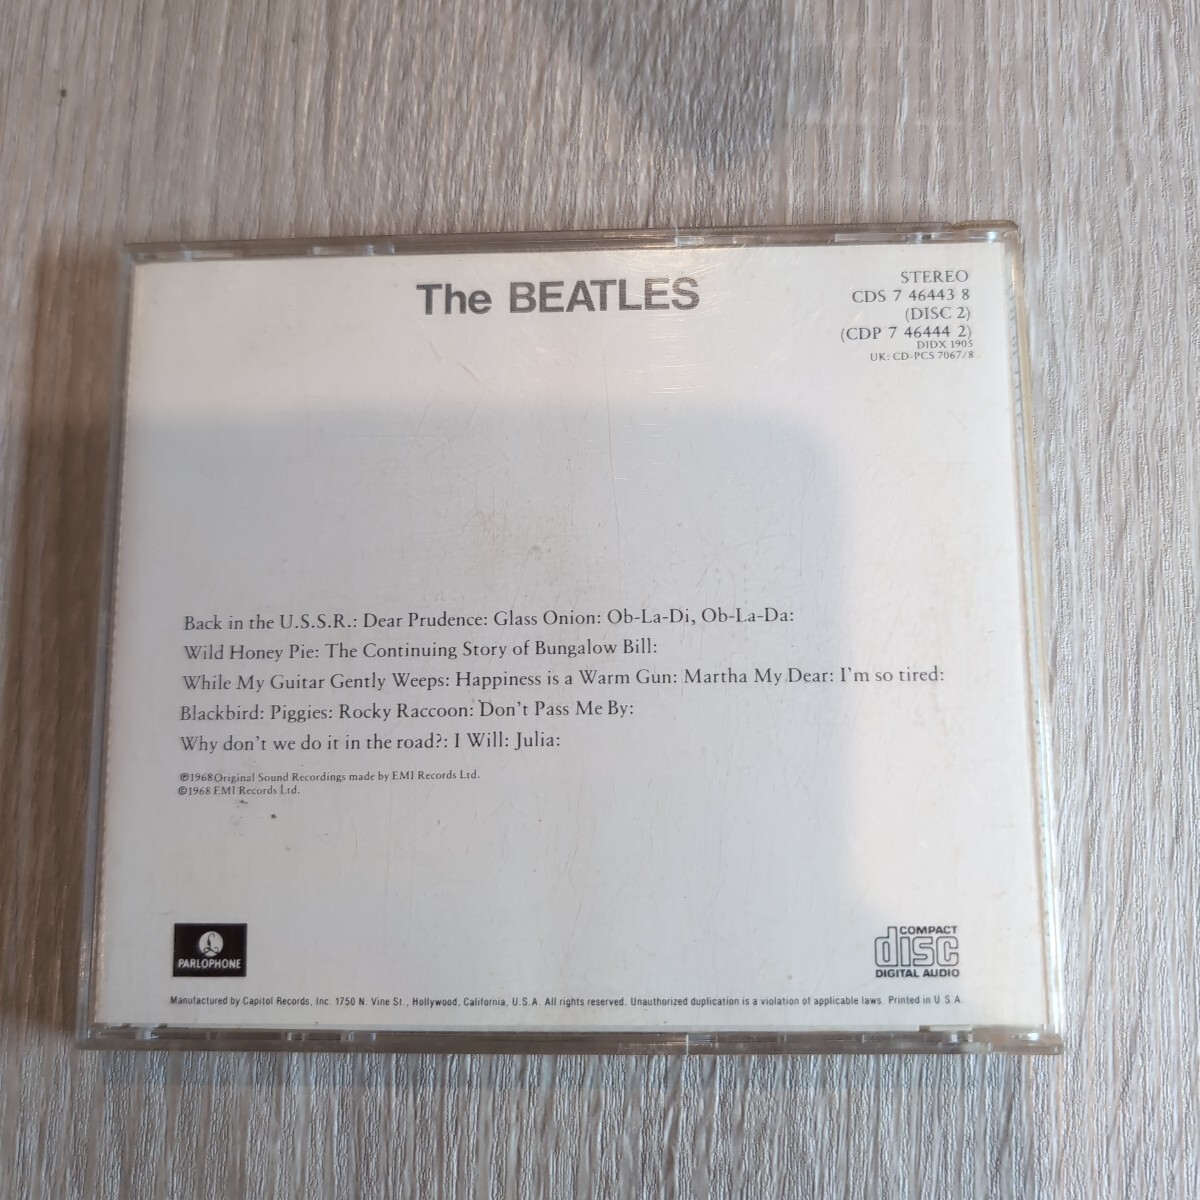 The BEATLES
STEREO
CDS 7 46443 8
(DISC 2)
(CDP 7 46444 2)
DIDX 1905
UK: CD-PCS 7067/8
Back in the U.S.S.R.: Dear Prudence: Glass Onion: Ob-La-Di, Ob-La-Da:
Wild Honey Pie: The Continuing Story of Bungalow Bill:
While My Guitar Gently Weeps: Happiness is a Warm Gun: Martha My Dear: I'm so tired:
Blackbird: Piggies: Rocky Raccoon: Don't Pass Me By:
Why don't we do it in the road?: I Will: Julia:
℗1968 Original Sound Recordings made by EMI Records Ltd.
©1968 EMI Records Ltd.
PARLOPHONE
COMPACT
disc
DIGITAL AUDIO
Manufactured by Capitol Records, Inc. 1750 N. Vine St., Hollywood, California, U.S.A. All rights reserved. Unauthorized duplication is a violation of applicable laws. Printed in U.S.A.